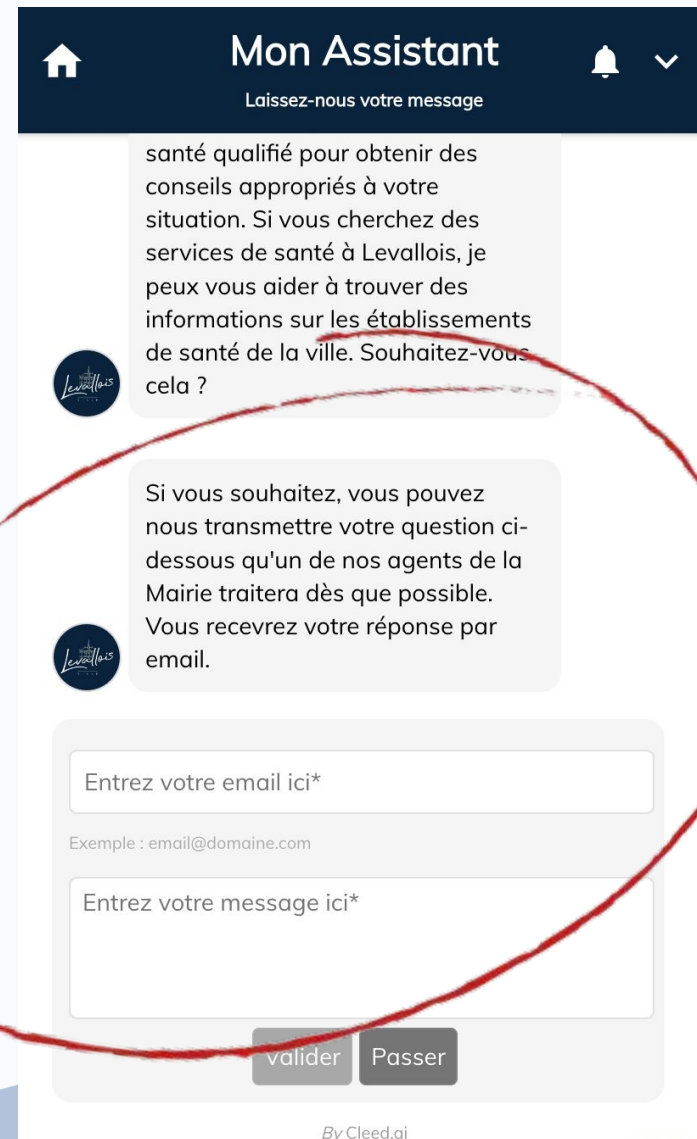 Mon Assistant
Laissez-nous votre message
santé qualifié pour obtenir des
conseils appropriés à votre
situation. Si vous cherchez des
services de santé à Levallois, je
peux vous aider à trouver des
informations sur les établissements
de santé de la ville. Souhaitez-vous
cela ?
Levallois
Si vous souhaitez, vous pouvez
nous transmettre votre question ci-
dessous qu'un de nos agents de la
Mairie traitera dès que possible.
Vous recevrez votre réponse par
email.
Levallois
Entrez votre email ici*
Exemple : email@domaine.com
Entrez votre message ici*
Valider Passer
By Cleed.ai